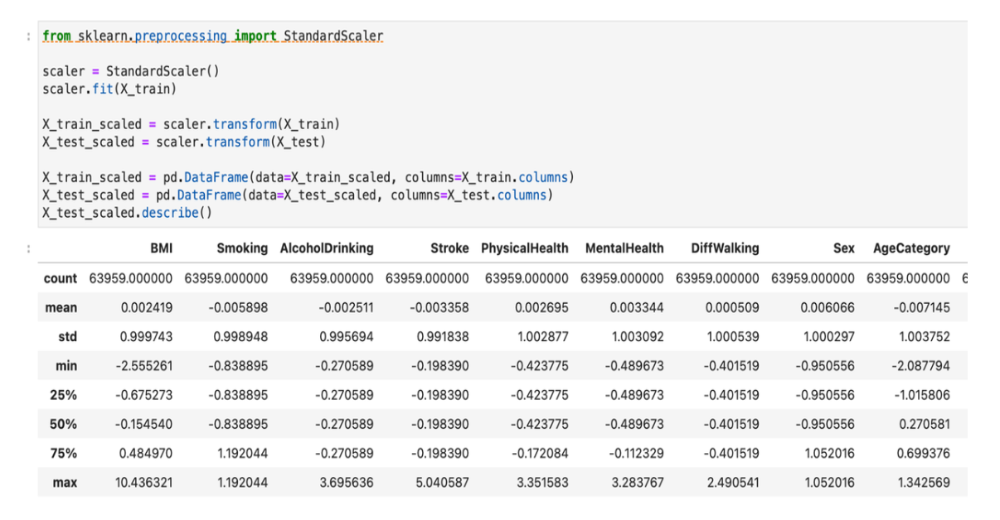 : from sklearn.preprocessing import StandardScaler
scaler = StandardScaler()
scaler.fit(X_train)
X_train_scaled = scaler.transform(X_train)
X_test_scaled = scaler.transform(X_test)
X_train_scaled = pd.DataFrame(data=X_train_scaled, columns=X_train.columns)
X_test_scaled = pd.DataFrame(data=X_test_scaled, columns=X_test.columns)
X_test_scaled.describe()
: BMI Smoking AlcoholDrinking Stroke PhysicalHealth MentalHealth DiffWalking Sex AgeCategory
count 63959.000000 63959.000000 63959.000000 63959.000000 63959.000000 63959.000000 63959.000000 63959.000000 63959.000000 6
mean 0.002419 -0.005898 -0.002511 -0.003358 0.002695 0.003344 0.000509 0.006066 -0.007145
std 0.999743 0.998948 0.995694 0.991838 1.002877 1.003092 1.000539 1.000297 1.003752
min -2.555261 -0.838895 -0.270589 -0.198390 -0.423775 -0.489673 -0.401519 -0.950556 -2.087794
25% -0.675273 -0.838895 -0.270589 -0.198390 -0.423775 -0.489673 -0.401519 -0.950556 -1.015806
50% -0.154540 -0.838895 -0.270589 -0.198390 -0.423775 -0.489673 -0.401519 -0.950556 0.270581
75% 0.484970 1.192044 -0.270589 -0.198390 -0.172084 -0.112329 -0.401519 1.052016 0.699376
max 10.436321 1.192044 3.695636 5.040587 3.351583 3.283767 2.490541 1.052016 1.342569